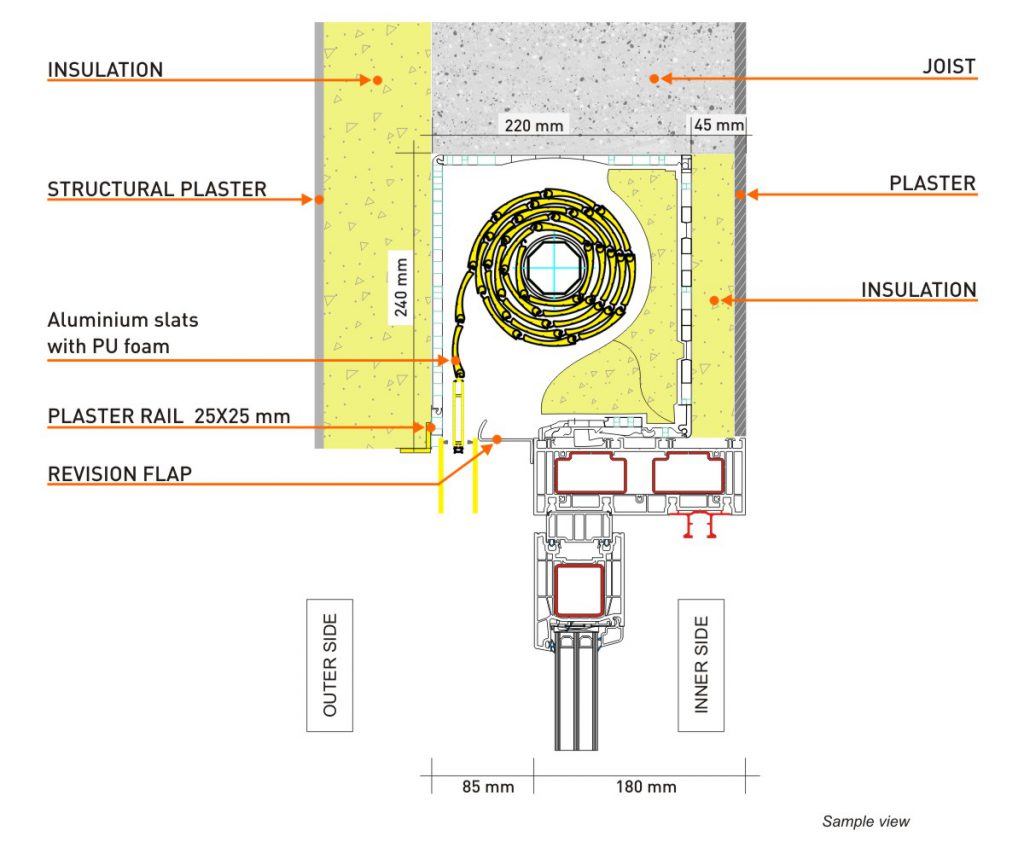 INSULATION
JOIST
220 mm
45 mm
STRUCTURAL PLASTER
PLASTER
240 mm
INSULATION
Aluminium slats
with PU foam
PLASTER RAIL 25X25 mm
REVISION FLAP
OUTER SIDE
INNER SIDE
85 mm
180 mm
Sample view